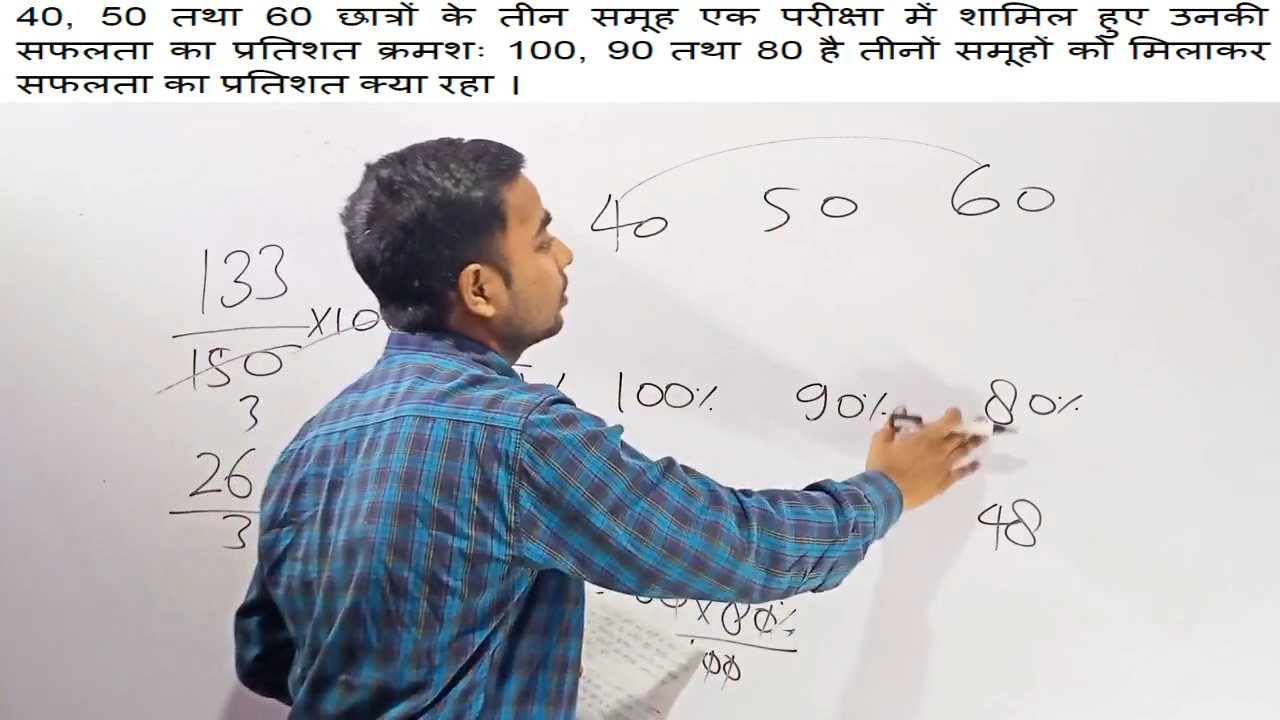 40, 50 तथा 60 छात्रों के तीन समूह एक परीक्षा में शामिल हुए उनकी
सफलता का प्रतिशत क्रमशः 100, 90 तथा 80 है तीनों समूहों को मिलाकर
सफलता का प्रतिशत क्या रहा ।
40 50 60
133
150
×10
3
100% 90% 80%
26
3
48